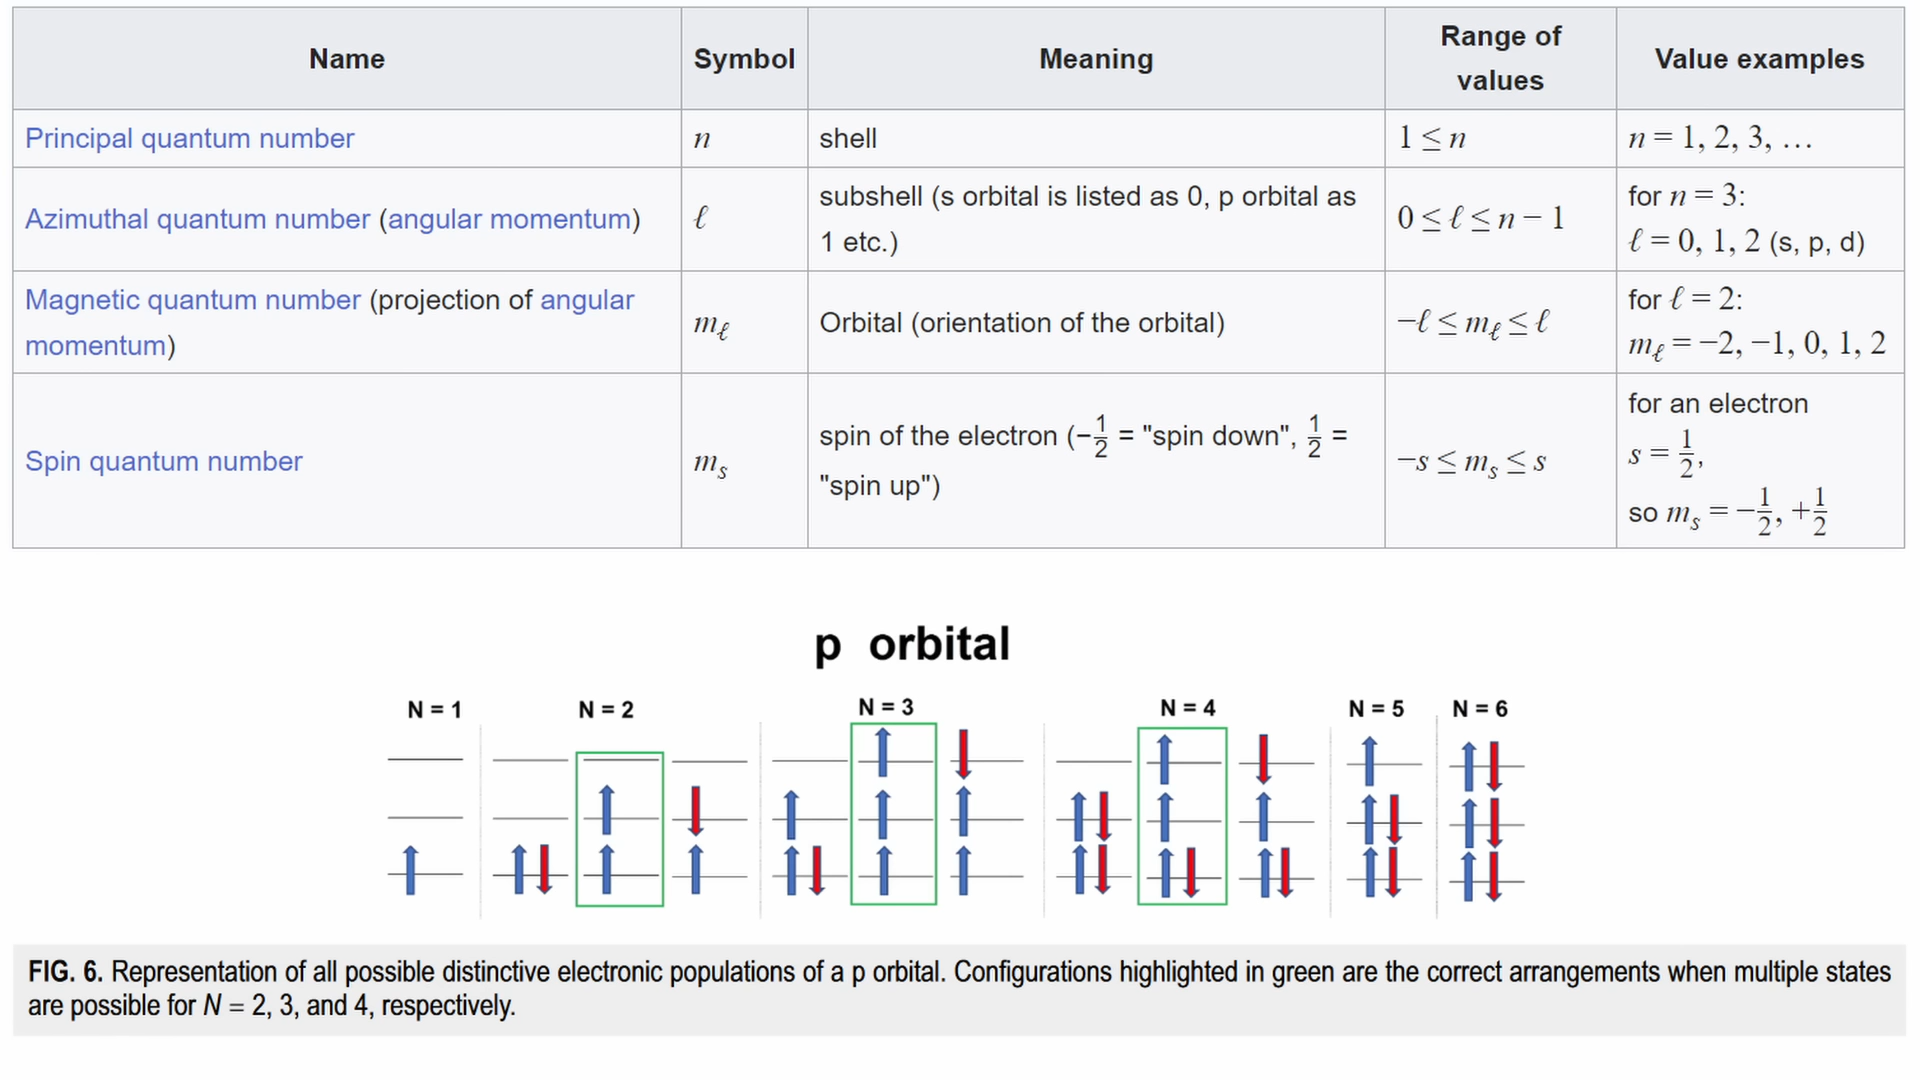 Name Symbol Meaning Range of values Value examples
Principal quantum number n shell 1 ≤ n n = 1, 2, 3, …
Azimuthal quantum number (angular momentum) ℓ subshell (s orbital is listed as 0, p orbital as
1 etc.) 0 ≤ ℓ ≤ n − 1 for n = 3:
ℓ = 0, 1, 2 (s, p, d)
Magnetic quantum number (projection of angular
momentum) mℓ Orbital (orientation of the orbital) −ℓ ≤ mℓ ≤ ℓ for ℓ = 2:
mℓ = −2, −1, 0, 1, 2
Spin quantum number ms spin of the electron (−1/2 = "spin down", 1/2 =
"spin up") −s ≤ ms ≤ s for an electron
s = 1/2,
so ms = −1/2, +1/2
p orbital
N = 1 N = 2 N = 3 N = 4 N = 5 N = 6
FIG. 6. Representation of all possible distinctive electronic populations of a p orbital. Configurations highlighted in green are the correct arrangements when multiple states
are possible for N = 2, 3, and 4, respectively.